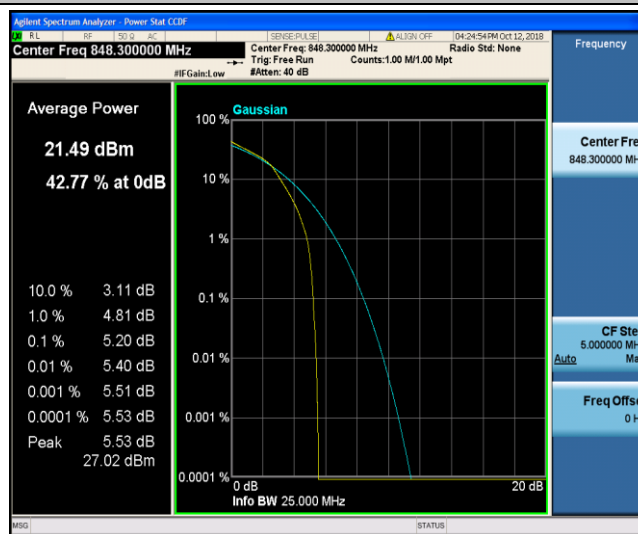 Agilent Spectrum Analyzer - Power Stat CCDF
RL RF 50 Ω AC SENSE:PULSE ALIGN OFF 04:24:54 PM Oct 12, 2018
Center Freq 848.300000 MHz
Center Freq: 848.300000 MHz Radio Std: None
Trig: Free Run Counts:1.00 M/1.00 Mpt
#IFGain:Low #Atten: 40 dB
Frequency
Average Power
21.49 dBm
42.77 % at 0dB
10.0 % 3.11 dB
1.0 % 4.81 dB
0.1 % 5.20 dB
0.01 % 5.40 dB
0.001 % 5.51 dB
0.0001 % 5.53 dB
Peak 5.53 dB
27.02 dBm
Gaussian
100 %
10 %
1 %
0.1 %
0.01 %
0.001 %
0.0001 %
0 dB 20 dB
Info BW 25.000 MHz
Center Fre
848.300000 MH
CF Ste
5.000000 MH
Auto Ma
Freq Offse
0 H
MSG STATUS